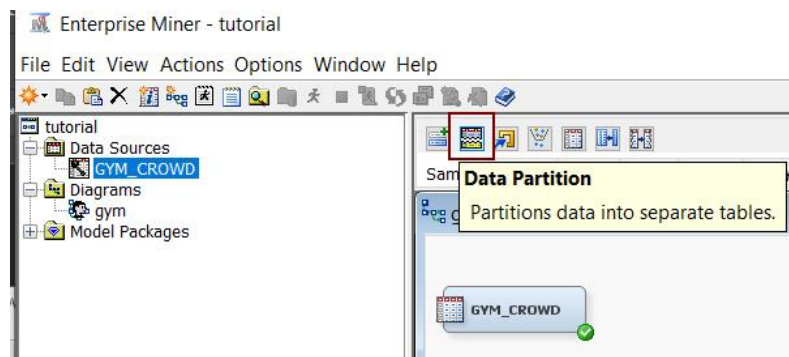 Enterprise Miner - tutorial
File Edit View Actions Options Window Help
tutorial
Data Sources
GYM_CROWD
Diagrams
gym
Model Packages
Sam
Data Partition
Partitions data into separate tables.
g
GYM_CROWD